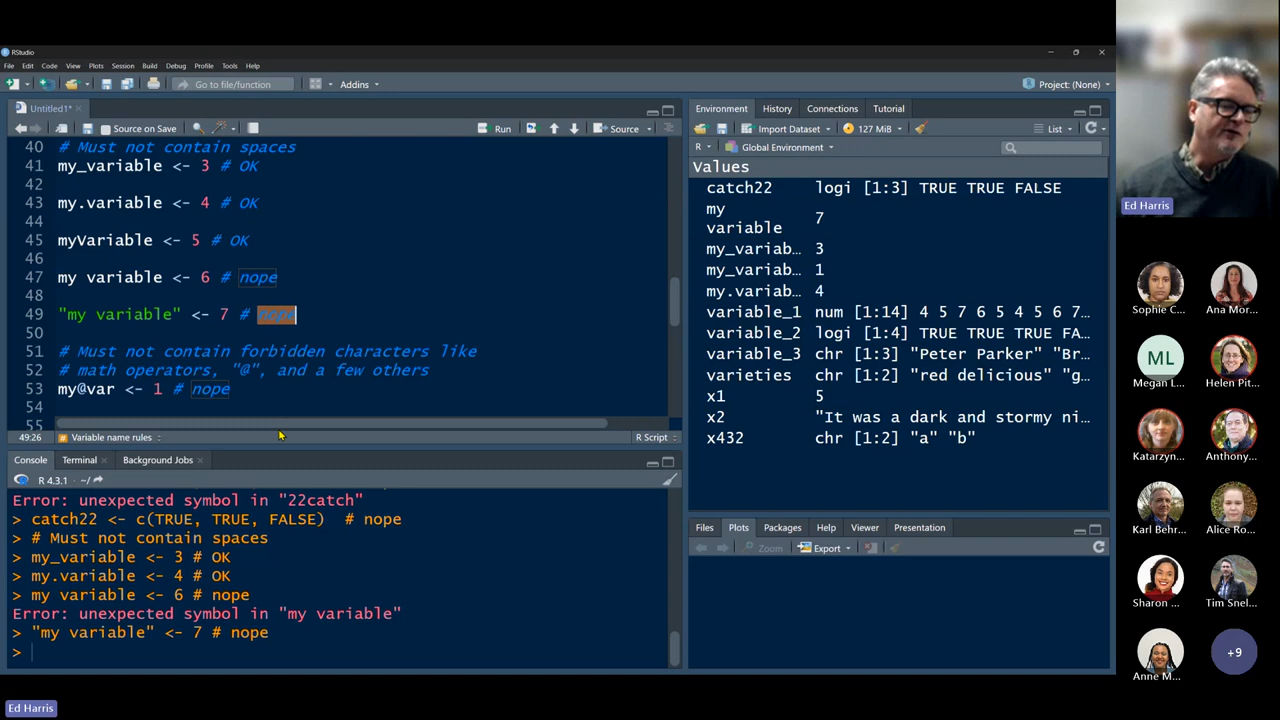 RStudio
File Edit Code View Plots Session Build Debug Profile Tools Help
Go to file/function
Addins
Project: (None)
Untitled1*
Source on Save
Run
Source
40 # Must not contain spaces
41 my_variable <- 3 # OK
42
43 my.variable <- 4 # OK
44
45 myVariable <- 5 # OK
46
47 my variable <- 6 # nope
48
49 "my variable" <- 7 # nope
50
51 # Must not contain forbidden characters like
52 # math operators, "@", and a few others
53 my@var <- 1 # nope
54
55
49:26 Variable name rules R Script
Console Terminal Background Jobs
R 4.3.1 · ~/
Error: unexpected symbol in "22catch"
> catch22 <- c(TRUE, TRUE, FALSE)  # nope
> # Must not contain spaces
> my_variable <- 3 # OK
> my.variable <- 4 # OK
> my variable <- 6 # nope
Error: unexpected symbol in "my variable"
> "my variable" <- 7 # nope
>
Environment History Connections Tutorial
Import Dataset 127 MiB List
R Global Environment
Values
catch22 logi [1:3] TRUE TRUE FALSE
my variable 7
my_variab… 3
my_variab… 1
my.variab… 4
variable_1 num [1:14] 4 5 7 6 5 4 5 6 7…
variable_2 logi [1:4] TRUE TRUE TRUE FA…
variable_3 chr [1:3] "Peter Parker" "Br…
varieties chr [1:2] "red delicious" "g…
x1 5
x2 "It was a dark and stormy ni…
x432 chr [1:2] "a" "b"
Files Plots Packages Help Viewer Presentation
Zoom Export
Ed Harris
Sophie C... Ana Mor...
ML
Megan L... Helen Pit...
Katarzyn... Anthony...
Karl Behr... Alice Ro...
Sharon ... Tim Snel...
+9
Anne M...
Ed Harris